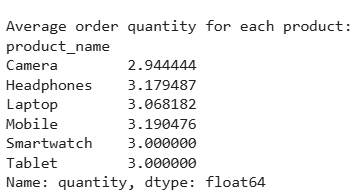 Average order quantity for each product:
product_name
Camera 2.944444
Headphones 3.179487
Laptop 3.068182
Mobile 3.190476
Smartwatch 3.000000
Tablet 3.000000
Name: quantity, dtype: float64